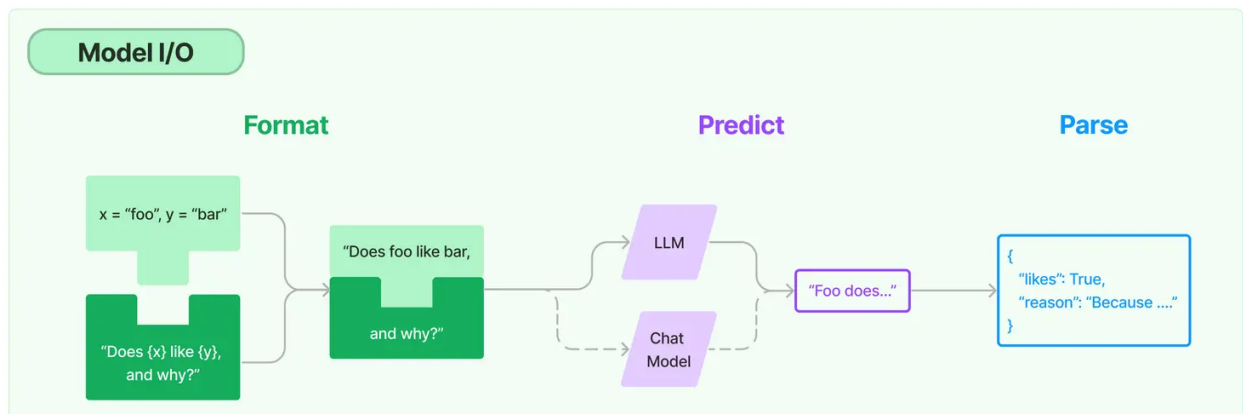 Model I/O
Format
Predict
Parse
x = “foo”, y = “bar”
“Does {x} like {y},
and why?”
“Does foo like bar,
and why?”
LLM
Chat
Model
“Foo does...”
{
“likes”: True,
“reason”: “Because ....”
}